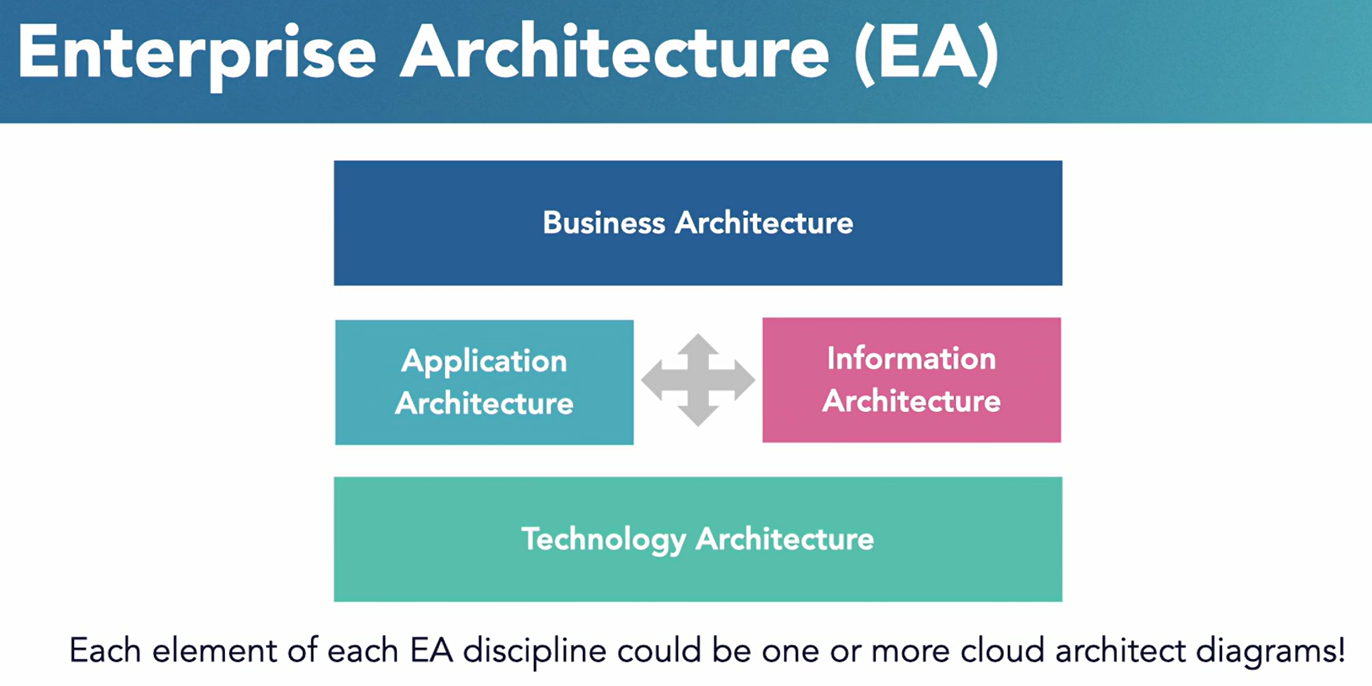 Enterprise Architecture (EA)
Business Architecture
Application
Architecture
Information
Architecture
Technology Architecture
Each element of each EA discipline could be one or more cloud architect diagrams!